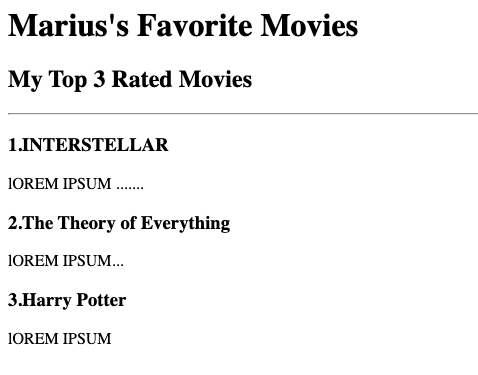 Marius's Favorite Movies
My Top 3 Rated Movies
1.INTERSTELLAR
lOREM IPSUM .......
2.The Theory of Everything
lOREM IPSUM...
3.Harry Potter
lOREM IPSUM